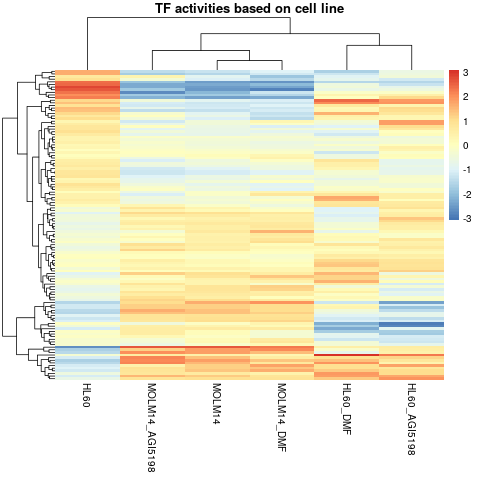 TF activities based on cell line
3
2
1
0
-1
-2
-3
HL60
MOLM14_AGI5198
MOLM14
MOLM14_DMF
HL60_DMF
HL60_AGI5198